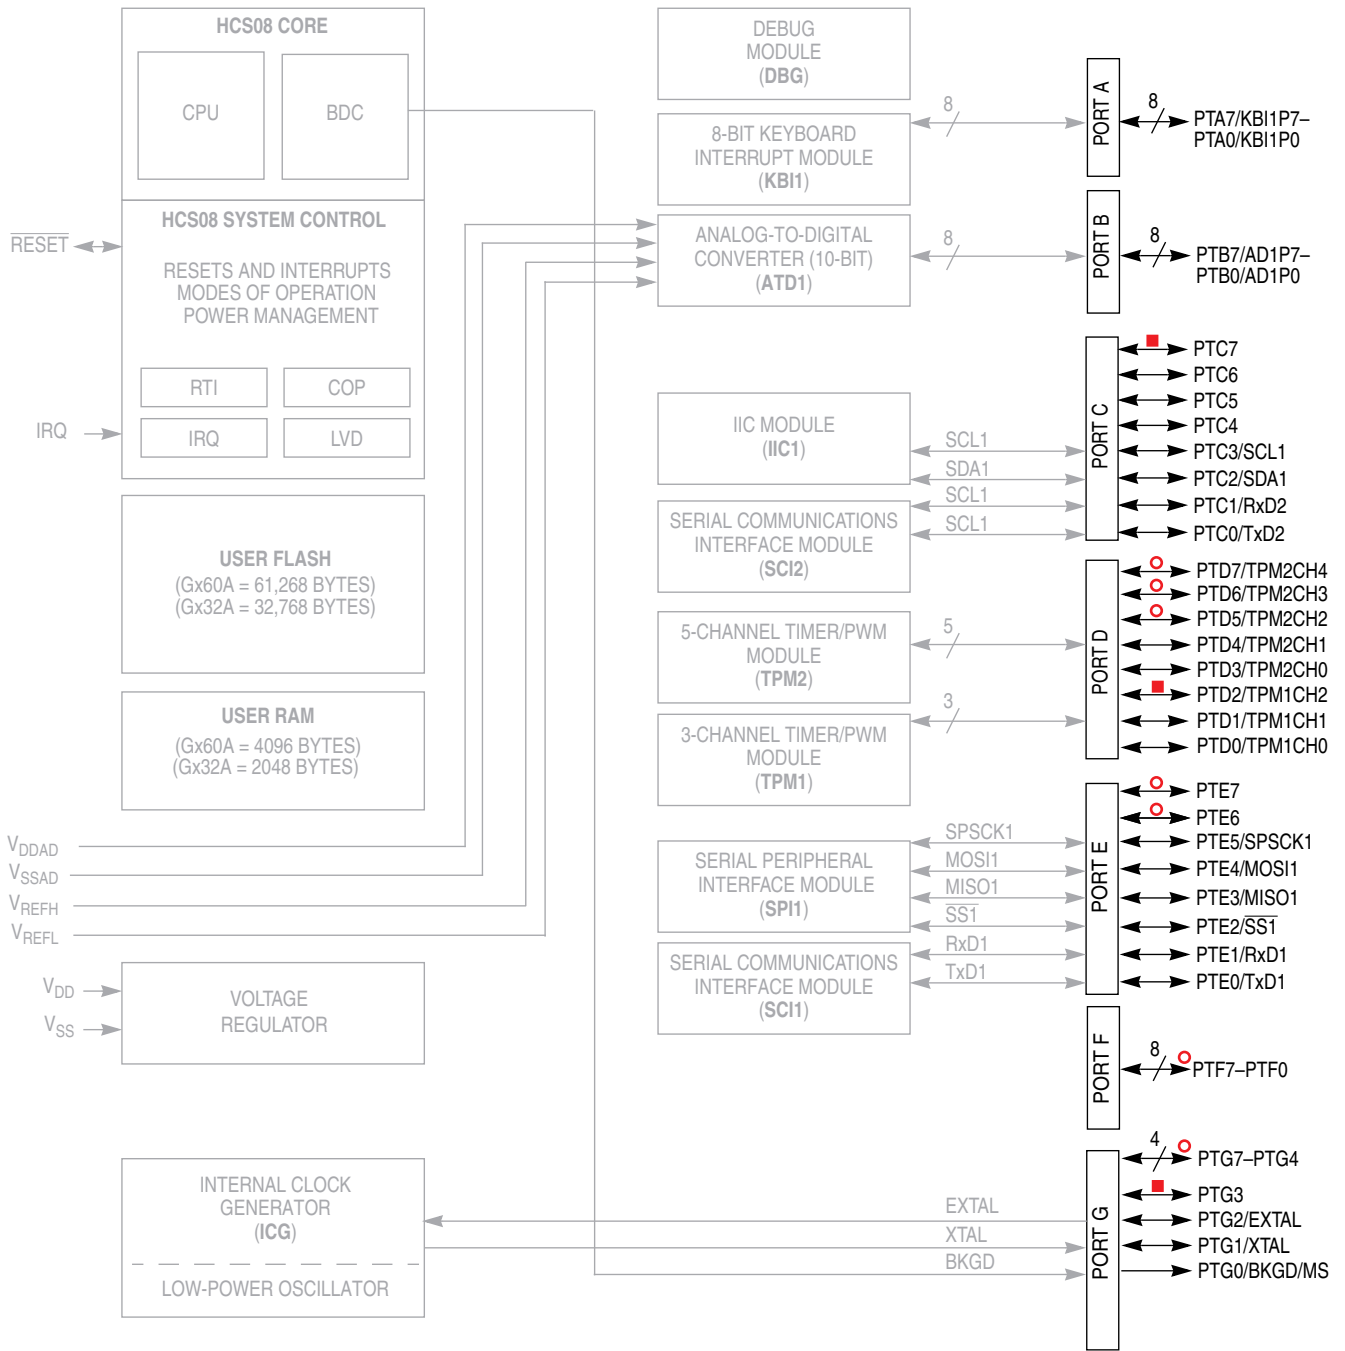 HCS08 CORE
CPU
BDC
HCS08 SYSTEM CONTROL
RESET
RESETS AND INTERRUPTS
MODES OF OPERATION
POWER MANAGEMENT
RTI
COP
IRQ
IRQ
LVD
USER FLASH
(Gx60A = 61,268 BYTES)
(Gx32A = 32,768 BYTES)
USER RAM
(Gx60A = 4096 BYTES)
(Gx32A = 2048 BYTES)
VDDAD
VSSAD
VREFH
VREFL
VDD
VSS
VOLTAGE
REGULATOR
INTERNAL CLOCK
GENERATOR
(ICG)
LOW-POWER OSCILLATOR
DEBUG
MODULE
(DBG)
8-BIT KEYBOARD
INTERRUPT MODULE
(KBI1)
8
ANALOG-TO-DIGITAL
CONVERTER (10-BIT)
(ATD1)
8
IIC MODULE
(IIC1)
SCL1
SDA1
SERIAL COMMUNICATIONS
INTERFACE MODULE
(SCI2)
SCL1
SCL1
5-CHANNEL TIMER/PWM
MODULE
(TPM2)
5
3-CHANNEL TIMER/PWM
MODULE
(TPM1)
3
SERIAL PERIPHERAL
INTERFACE MODULE
(SPI1)
SPSCK1
MOSI1
MISO1
SS1
SERIAL COMMUNICATIONS
INTERFACE MODULE
(SCI1)
RxD1
TxD1
EXTAL
XTAL
BKGD
PORT A
8
PTA7/KBI1P7–
PTA0/KBI1P0
PORT B
8
PTB7/AD1P7–
PTB0/AD1P0
PORT C
PTC7
PTC6
PTC5
PTC4
PTC3/SCL1
PTC2/SDA1
PTC1/RxD2
PTC0/TxD2
PORT D
PTD7/TPM2CH4
PTD6/TPM2CH3
PTD5/TPM2CH2
PTD4/TPM2CH1
PTD3/TPM2CH0
PTD2/TPM1CH2
PTD1/TPM1CH1
PTD0/TPM1CH0
PORT E
PTE7
PTE6
PTE5/SPSCK1
PTE4/MOSI1
PTE3/MISO1
PTE2/SS1
PTE1/RxD1
PTE0/TxD1
PORT F
8
PTF7–PTF0
PORT G
4
PTG7–PTG4
PTG3
PTG2/EXTAL
PTG1/XTAL
PTG0/BKGD/MS